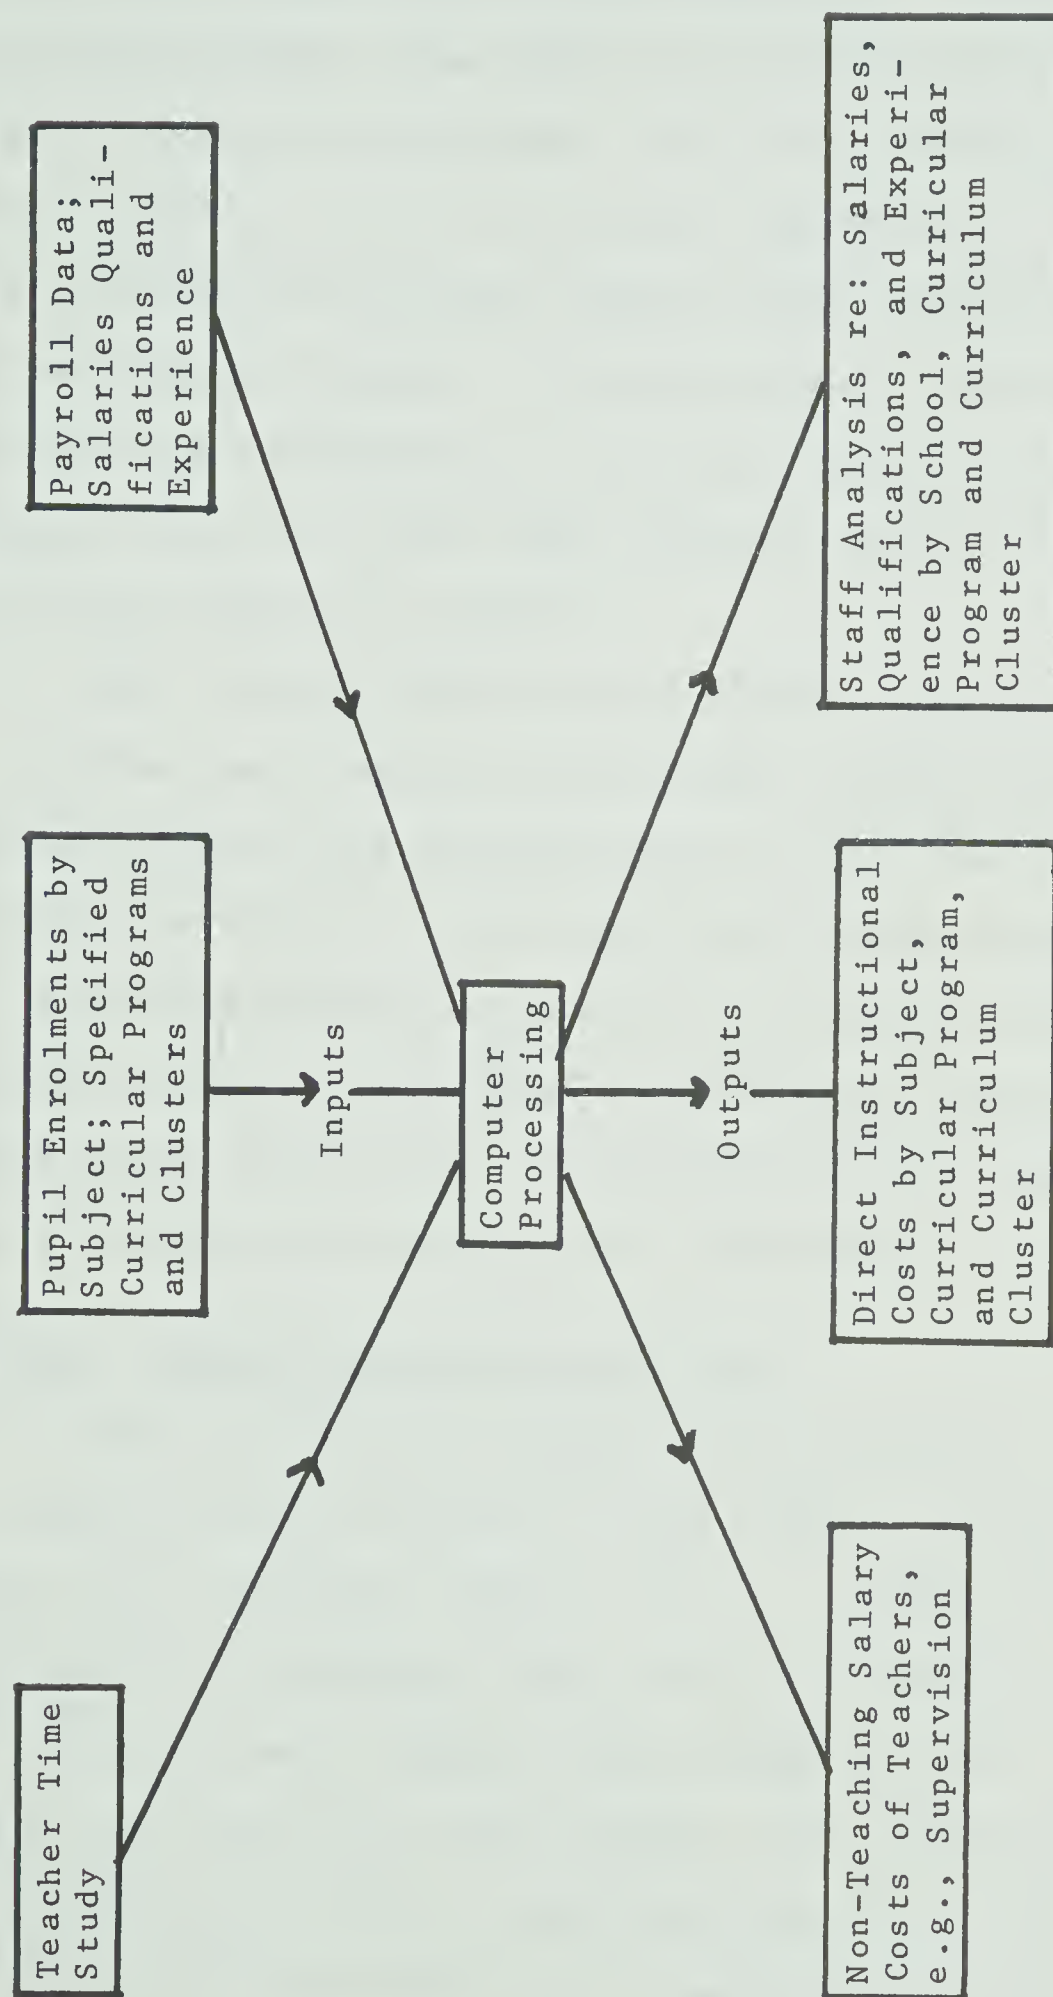 Teacher Time
Study
Pupil Enrolments by
Subject; Specified
Curricular Programs
and Clusters
Payroll Data;
Salaries Quali-
fications and
Experience
Inputs
Computer
Processing
Outputs
Non-Teaching Salary
Costs of Teachers,
e.g., Supervision
Direct Instructional
Costs by Subject,
Curricular Program,
and Curriculum
Cluster
Staff Analysis re: Salaries,
Qualifications, and Experi-
ence by School, Curricular
Program and Curriculum
Cluster